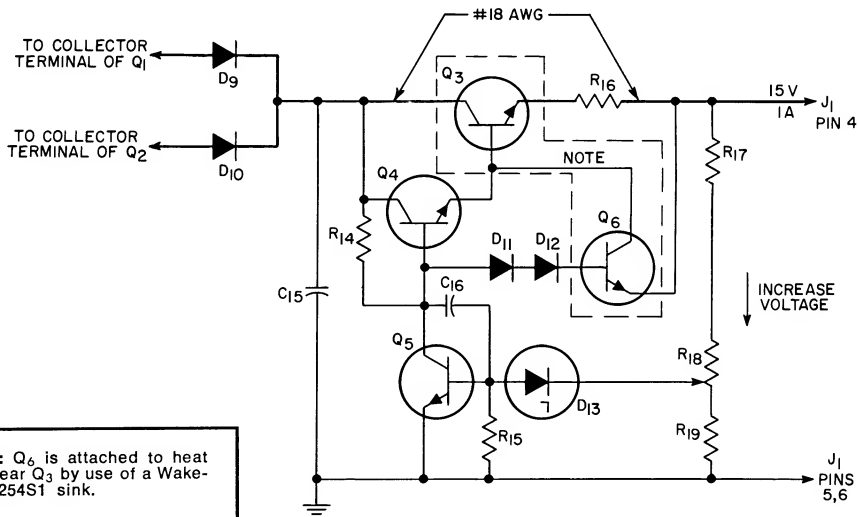 #18 AWG
TO COLLECTOR
TERMINAL OF Q1
D9
Q3
R16
15 V
1A
J1
PIN 4
TO COLLECTOR
TERMINAL OF Q2
D10
NOTE
R17
Q4
Q6
R14
D11
D12
C15
C16
INCREASE
VOLTAGE
Q5
R18
D13
R15
R19
J1
PINS
5,6
: Q6 is attached to heat
ear Q3 by use of a Wake-
254S1 sink.